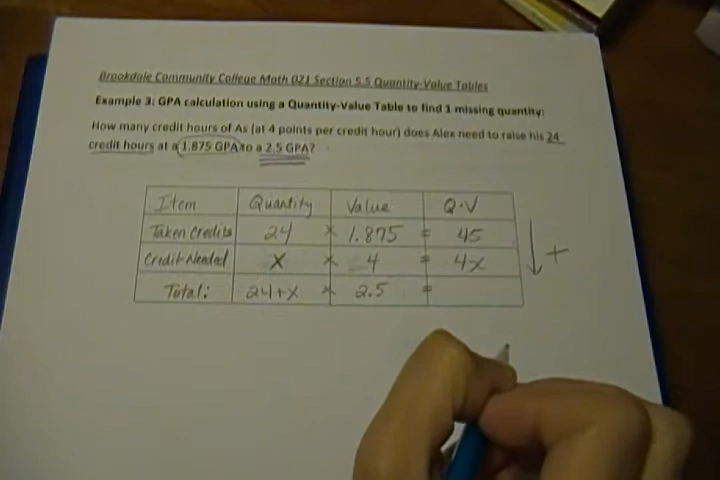 Brookdale Community College Math 021 Section 5.5 Quantity-Value Tables
Example 3: GPA calculation using a Quantity-Value Table to find 1 missing quantity:
How many credit hours of As (at 4 points per credit hour) does Alex need to raise his 24
credit hours at a 1.875 GPA to a 2.5 GPA?
Item Quantity Value Q·V
Taken Credits 24 × 1.875 = 45
Credit Needed x × 4 = 4x
Total: 24+x × 2.5 =
+